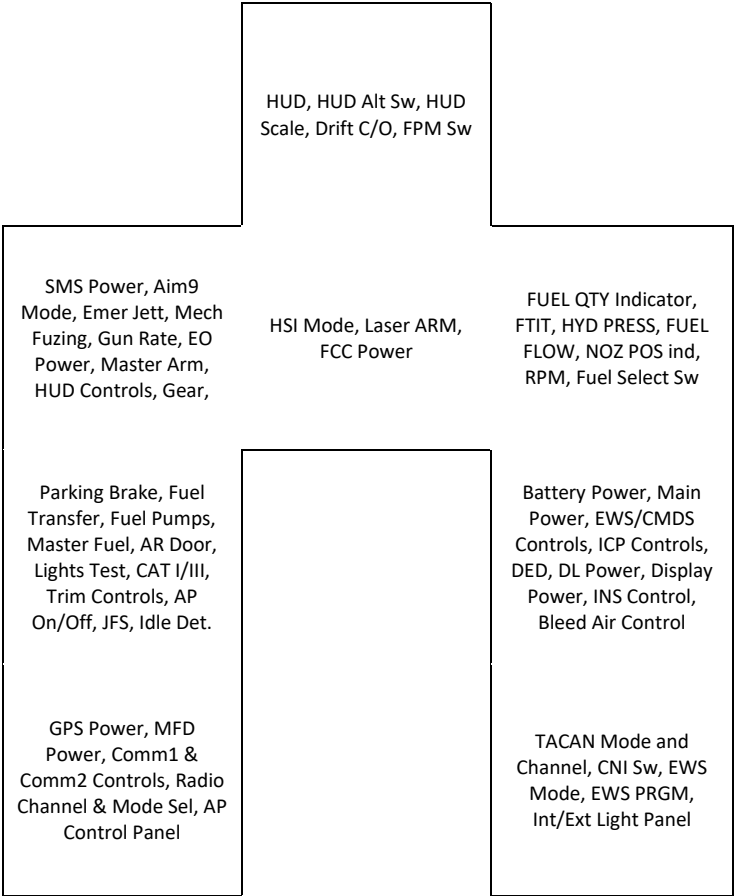 HUD, HUD Alt Sw, HUD
Scale, Drift C/O, FPM Sw
SMS Power, Aim9
Mode, Emer Jett, Mech
Fuzing, Gun Rate, EO
Power, Master Arm,
HUD Controls, Gear,
HSI Mode, Laser ARM,
FCC Power
FUEL QTY Indicator,
FTIT, HYD PRESS, FUEL
FLOW, NOZ POS ind,
RPM, Fuel Select Sw
Parking Brake, Fuel
Transfer, Fuel Pumps,
Master Fuel, AR Door,
Lights Test, CAT I/III,
Trim Controls, AP
On/Off, JFS, Idle Det.
Battery Power, Main
Power, EWS/CMDS
Controls, ICP Controls,
DED, DL Power, Display
Power, INS Control,
Bleed Air Control
GPS Power, MFD
Power, Comm1 &
Comm2 Controls, Radio
Channel & Mode Sel, AP
Control Panel
TACAN Mode and
Channel, CNI Sw, EWS
Mode, EWS PRGM,
Int/Ext Light Panel